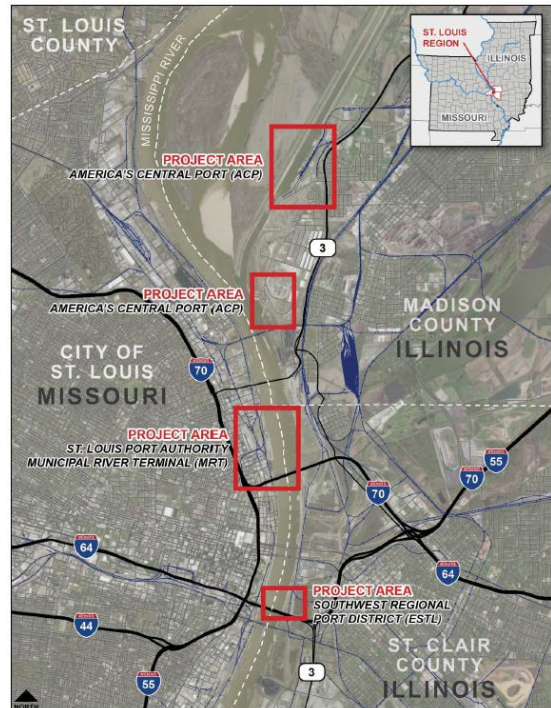 ST. LOUIS
COUNTY
MISSISSIPPI RIVER
ST. LOUIS
REGION
ILLINOIS
MISSOURI
PROJECT AREA
AMERICA'S CENTRAL PORT (ACP)
3
PROJECT AREA
AMERICA'S CENTRAL PORT (ACP)
MADISON
COUNTY
ILLINOIS
CITY OF
ST. LOUIS
MISSOURI
70
PROJECT AREA
ST. LOUIS PORT AUTHORITY
MUNICIPAL RIVER TERMINAL (MRT)
55
70
70
64
64
PROJECT AREA
SOUTHWEST REGIONAL
PORT DISTRICT (ESTL)
44
ST. CLAIR
COUNTY
ILLINOIS
3
55
NORTH